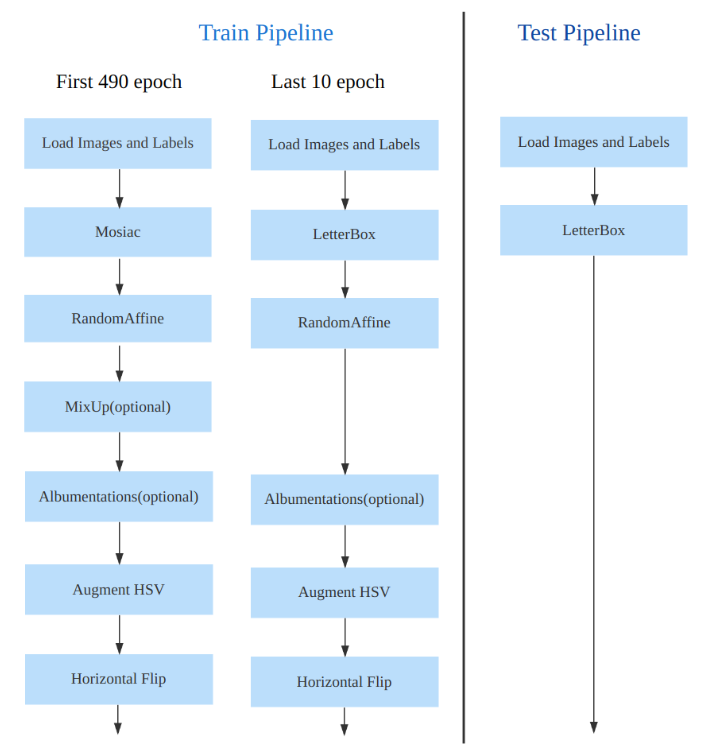 Train Pipeline
Test Pipeline
First 490 epoch
Last 10 epoch
Load Images and Labels
Mosiac
RandomAffine
MixUp(optional)
Albumentations(optional)
Augment HSV
Horizontal Flip
Load Images and Labels
LetterBox
RandomAffine
Albumentations(optional)
Augment HSV
Horizontal Flip
Load Images and Labels
LetterBox